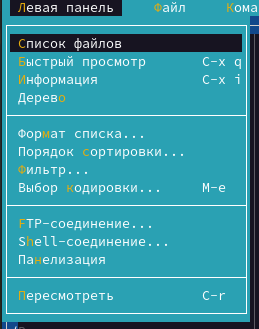 Левая панель Файл Кома
Список файлов
Быстрый просмотр C-x q
Информация C-x i
Дерево
Формат списка...
Порядок сортировки...
Фильтр...
Выбор кодировки... M-e
FTP-соединение...
Shell-соединение...
Панелизация
Пересмотреть C-r